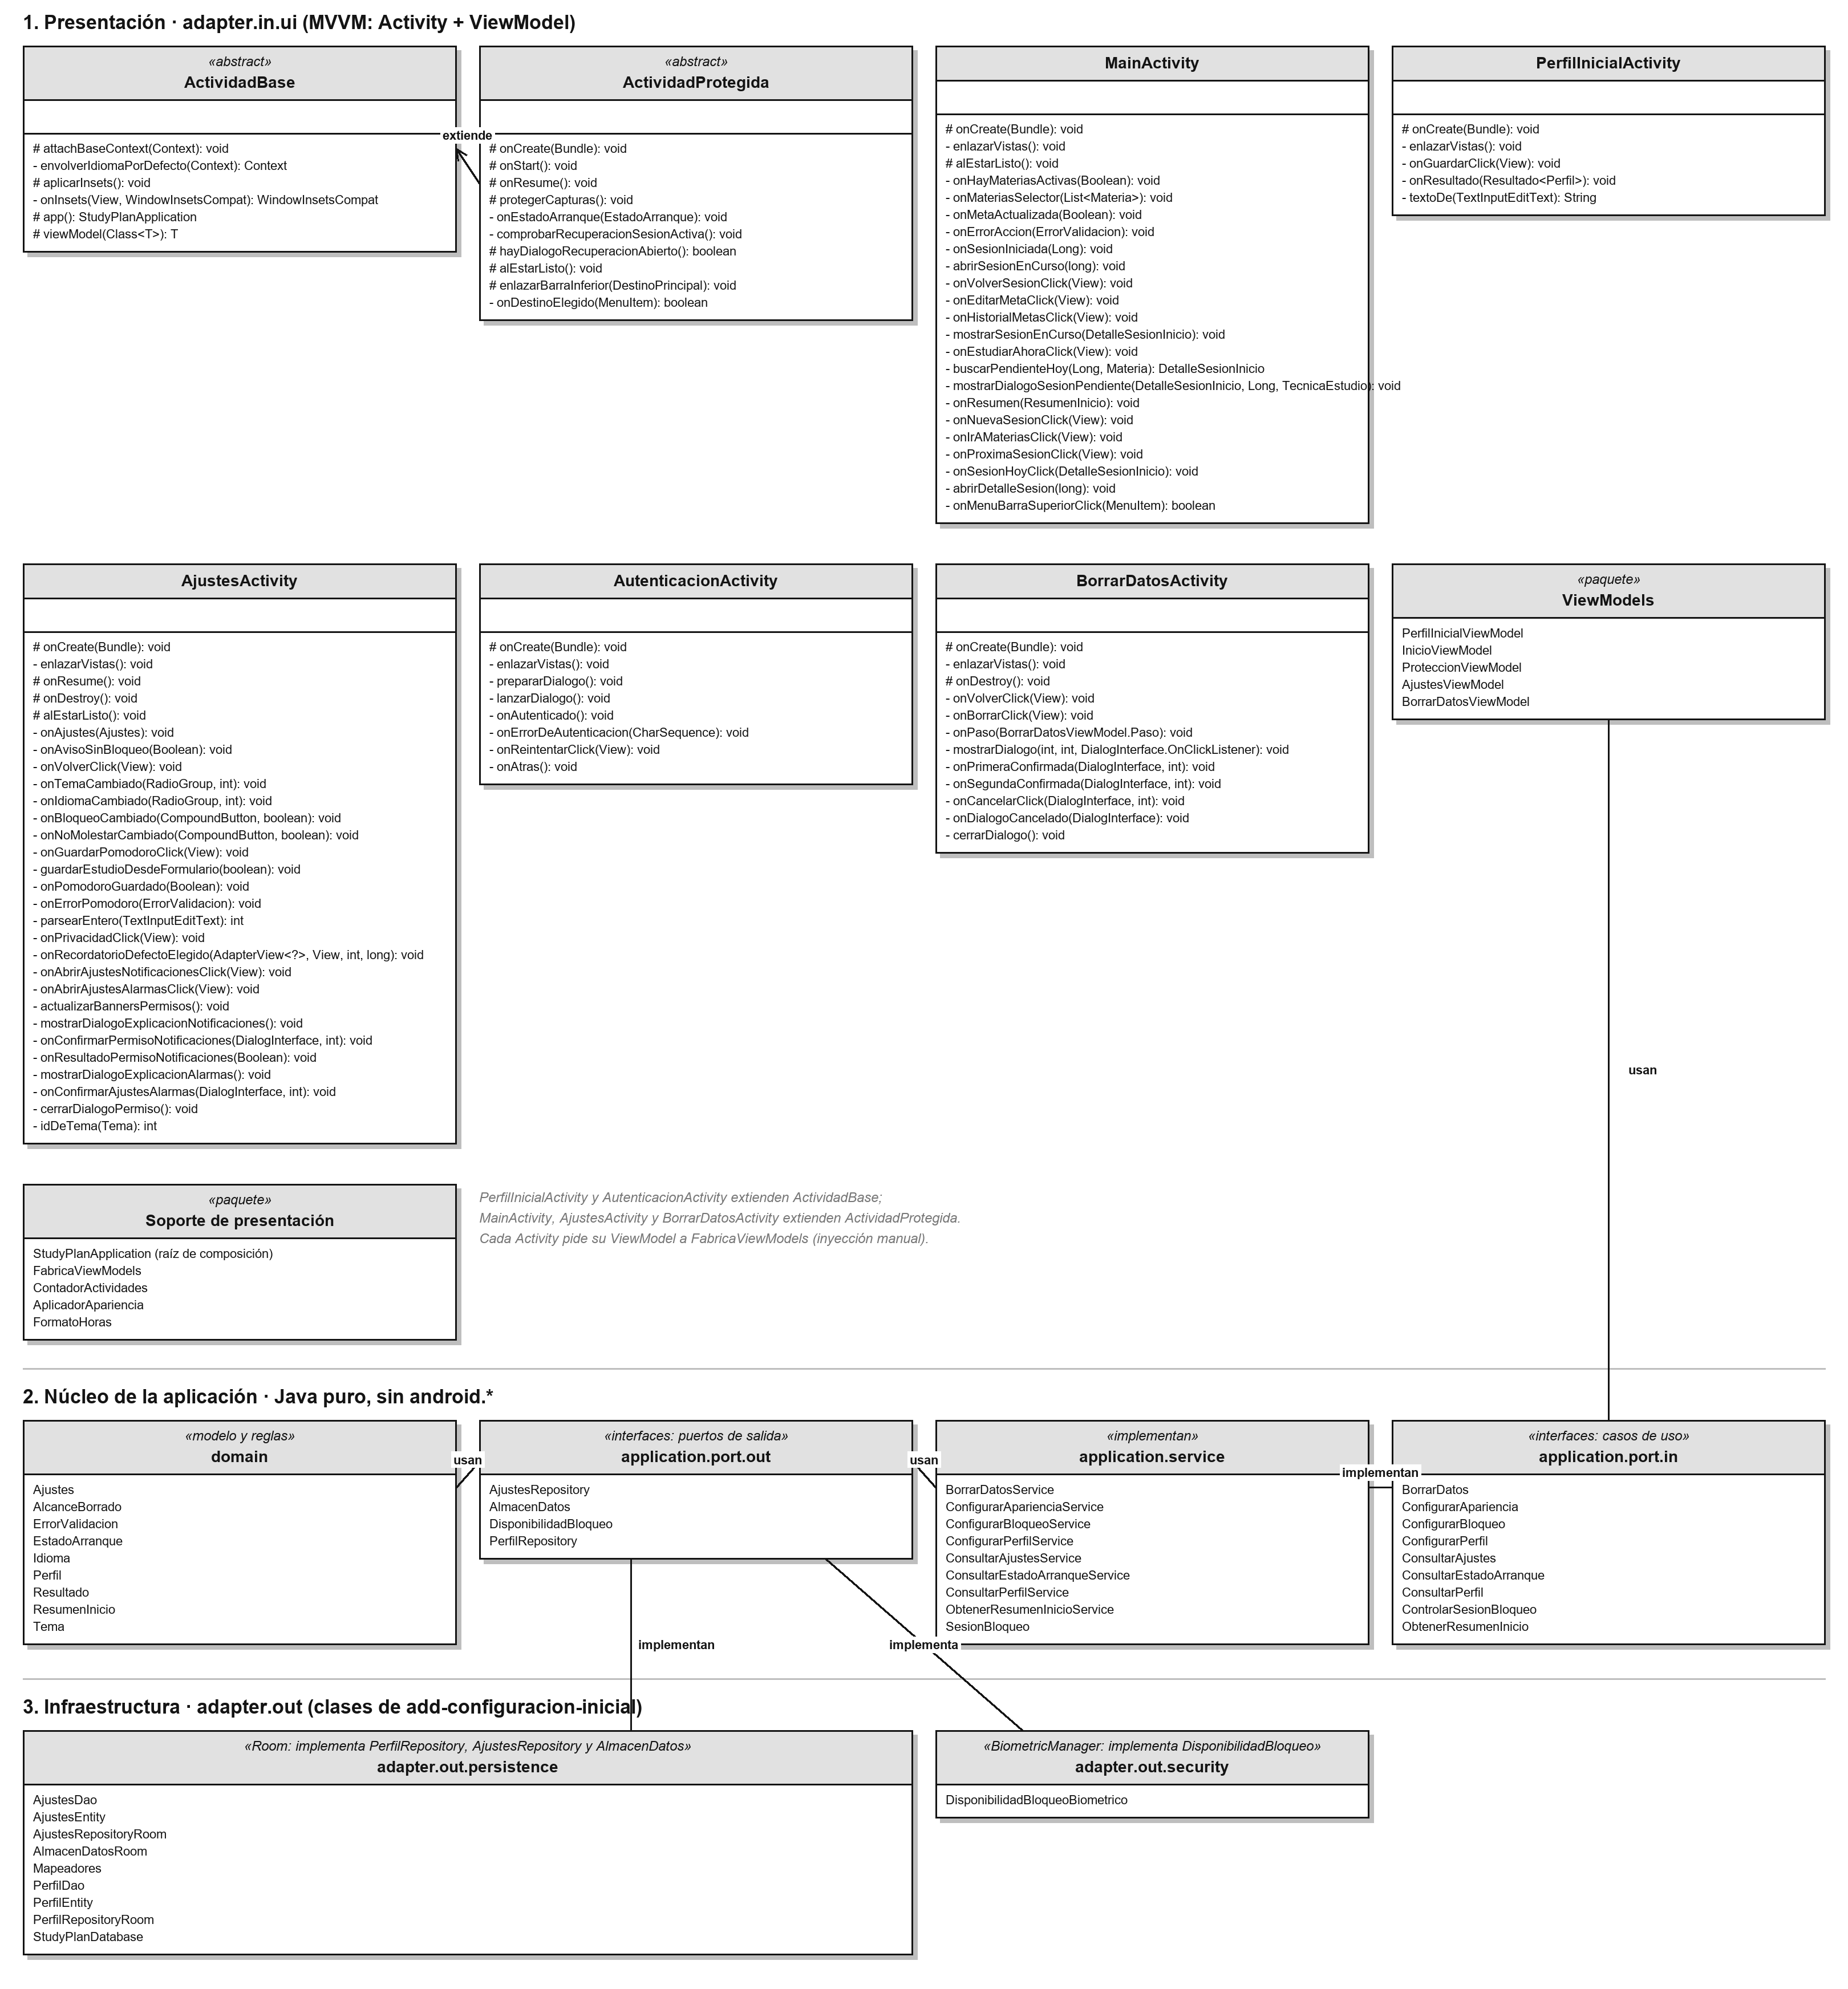 1. Presentación · adapter.in.ui (MVVM: Activity + ViewModel)
«abstract»
ActividadBase
# attachBaseContext(Context): void
- envolverIdiomaPorDefecto(Context): Context
# aplicarInsets(): void
- onInsets(View, WindowInsetsCompat): WindowInsetsCompat
# app(): StudyPlanApplication
# viewModel(Class<T>): T
extiende
«abstract»
ActividadProtegida
# onCreate(Bundle): void
# onStart(): void
# onResume(): void
# protegerCapturas(): void
- onEstadoArranque(EstadoArranque): void
- comprobarRecuperacionSesionActiva(): void
# hayDialogoRecuperacionAbierto(): boolean
# alEstarListo(): void
# enlazarBarraInferior(DestinoPrincipal): void
- onDestinoElegido(MenuItem): boolean
MainActivity
# onCreate(Bundle): void
- enlazarVistas(): void
# alEstarListo(): void
- onHayMateriasActivas(Boolean): void
- onMateriasSelector(List<Materia>): void
- onMetaActualizada(Boolean): void
- onErrorAccion(ErrorValidacion): void
- onSesionIniciada(Long): void
- abrirSesionEnCurso(long): void
- onVolverSesionClick(View): void
- onEditarMetaClick(View): void
- onHistorialMetasClick(View): void
- mostrarSesionEnCurso(DetalleSesionInicio): void
- onEstudiarAhoraClick(View): void
- buscarPendienteHoy(Long, Materia): DetalleSesionInicio
- mostrarDialogoSesionPendiente(DetalleSesionInicio, Long, TecnicaEstudio): void
- onResumen(ResumenInicio): void
- onNuevaSesionClick(View): void
- onIrAMateriasClick(View): void
- onProximaSesionClick(View): void
- onSesionHoyClick(DetalleSesionInicio): void
- abrirDetalleSesion(long): void
- onMenuBarraSuperiorClick(MenuItem): boolean
PerfilInicialActivity
# onCreate(Bundle): void
- enlazarVistas(): void
- onGuardarClick(View): void
- onResultado(Resultado<Perfil>): void
- textoDe(TextInputEditText): String
AjustesActivity
# onCreate(Bundle): void
- enlazarVistas(): void
# onResume(): void
# onDestroy(): void
# alEstarListo(): void
- onAjustes(Ajustes): void
- onAvisoSinBloqueo(Boolean): void
- onVolverClick(View): void
- onTemaCambiado(RadioGroup, int): void
- onIdiomaCambiado(RadioGroup, int): void
- onBloqueoCambiado(CompoundButton, boolean): void
- onNoMolestarCambiado(CompoundButton, boolean): void
- onGuardarPomodoroClick(View): void
- guardarEstudioDesdeFormulario(boolean): void
- onPomodoroGuardado(Boolean): void
- onErrorPomodoro(ErrorValidacion): void
- parsearEntero(TextInputEditText): int
- onPrivacidadClick(View): void
- onRecordatorioDefectoElegido(AdapterView<?>, View, int, long): void
- onAbrirAjustesNotificacionesClick(View): void
- onAbrirAjustesAlarmasClick(View): void
- actualizarBannersPermisos(): void
- mostrarDialogoExplicacionNotificaciones(): void
- onConfirmarPermisoNotificaciones(DialogInterface, int): void
- onResultadoPermisoNotificaciones(Boolean): void
- mostrarDialogoExplicacionAlarmas(): void
- onConfirmarAjustesAlarmas(DialogInterface, int): void
- cerrarDialogoPermiso(): void
- idDeTema(Tema): int
AutenticacionActivity
# onCreate(Bundle): void
- enlazarVistas(): void
- prepararDialogo(): void
- lanzarDialogo(): void
- onAutenticado(): void
- onErrorDeAutenticacion(CharSequence): void
- onReintentarClick(View): void
- onAtras(): void
BorrarDatosActivity
# onCreate(Bundle): void
- enlazarVistas(): void
# onDestroy(): void
- onVolverClick(View): void
- onBorrarClick(View): void
- onPaso(BorrarDatosViewModel.Paso): void
- mostrarDialogo(int, int, DialogInterface.OnClickListener): void
- onPrimeraConfirmada(DialogInterface, int): void
- onSegundaConfirmada(DialogInterface, int): void
- onCancelarClick(DialogInterface, int): void
- onDialogoCancelado(DialogInterface): void
- cerrarDialogo(): void
«paquete»
ViewModels
PerfilInicialViewModel
InicioViewModel
ProteccionViewModel
AjustesViewModel
BorrarDatosViewModel
usan
«paquete»
Soporte de presentación
StudyPlanApplication (raíz de composición)
FabricaViewModels
ContadorActividades
AplicadorApariencia
FormatoHoras
PerfilInicialActivity y AutenticacionActivity extienden ActividadBase;
MainActivity, AjustesActivity y BorrarDatosActivity extienden ActividadProtegida.
Cada Activity pide su ViewModel a FabricaViewModels (inyección manual).
2. Núcleo de la aplicación · Java puro, sin android.*
«modelo y reglas»
domain
Ajustes
AlcanceBorrado
ErrorValidacion
EstadoArranque
Idioma
Perfil
Resultado
ResumenInicio
Tema
usan
«interfaces: puertos de salida»
application.port.out
AjustesRepository
AlmacenDatos
DisponibilidadBloqueo
PerfilRepository
usan
«implementan»
application.service
BorrarDatosService
ConfigurarAparienciaService
ConfigurarBloqueoService
ConfigurarPerfilService
ConsultarAjustesService
ConsultarEstadoArranqueService
ConsultarPerfilService
ObtenerResumenInicioService
SesionBloqueo
implementan
«interfaces: casos de uso»
application.port.in
BorrarDatos
ConfigurarApariencia
ConfigurarBloqueo
ConfigurarPerfil
ConsultarAjustes
ConsultarEstadoArranque
ConsultarPerfil
ControlarSesionBloqueo
ObtenerResumenInicio
implementan
implementa
3. Infraestructura · adapter.out (clases de add-configuracion-inicial)
«Room: implementa PerfilRepository, AjustesRepository y AlmacenDatos»
adapter.out.persistence
AjustesDao
AjustesEntity
AjustesRepositoryRoom
AlmacenDatosRoom
Mapeadores
PerfilDao
PerfilEntity
PerfilRepositoryRoom
StudyPlanDatabase
«BiometricManager: implementa DisponibilidadBloqueo»
adapter.out.security
DisponibilidadBloqueoBiometrico